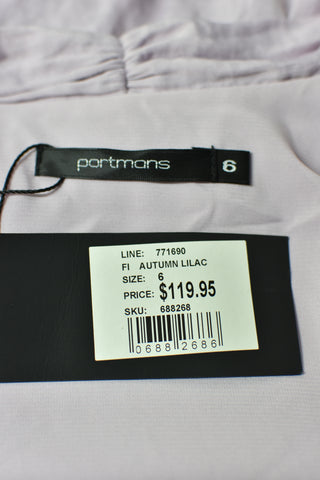 portmans
6
LINE: 771690
FI AUTUMN LILAC
SIZE: 6
PRICE: $119.95
SKU: 688268
0688 2686